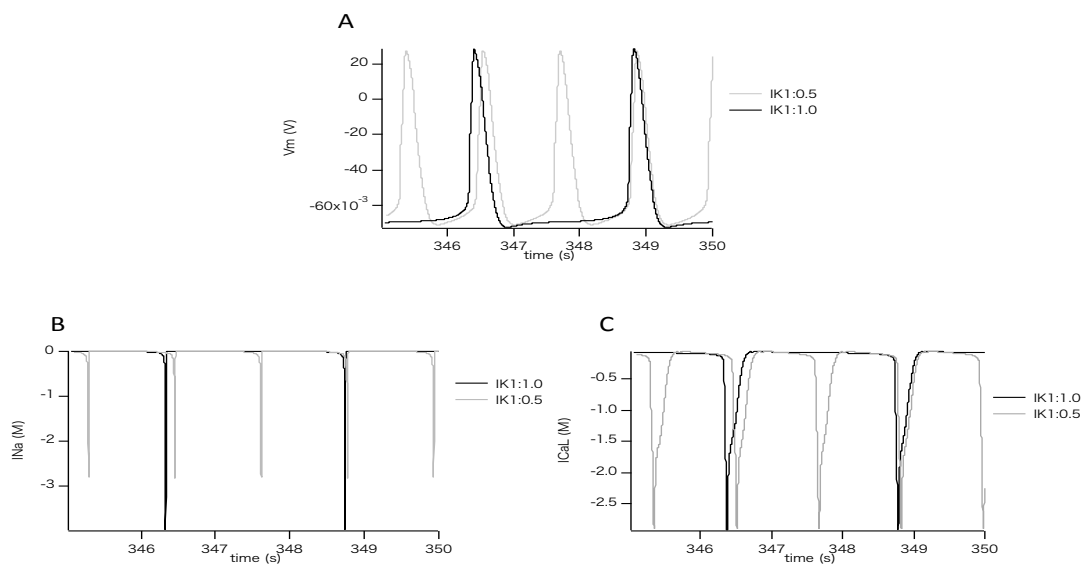 A
20
0
-20
-40
-60x10-3
Vm (V)
346 347 348 349 350
time (s)
IK1:0.5
IK1:1.0
B
0
-1
-2
-3
INa (M)
346 347 348 349 350
time (s)
IK1:1.0
IK1:0.5
C
-0.5
-1.0
-1.5
-2.0
-2.5
ICaL (M)
346 347 348 349 350
time (s)
IK1:1.0
IK1:0.5